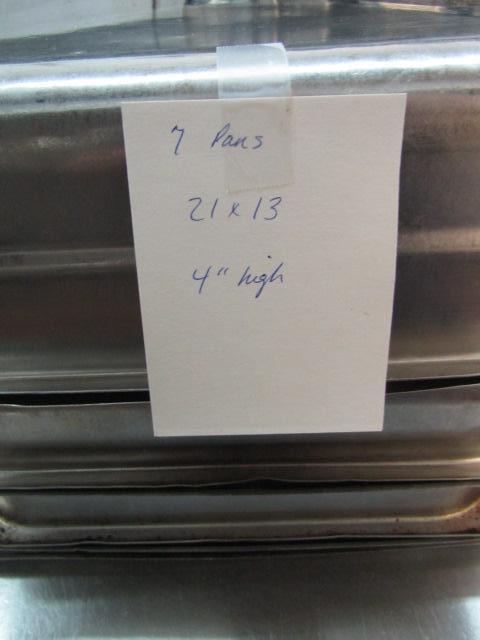 7 Pans
21 x 13
4" high